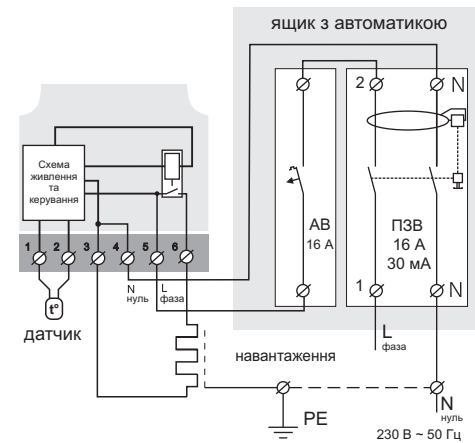 ящик з автоматикою
2
N
Схема
живлення
та
керування
АВ
16 А
ПЗВ
16 А
30 мА
1
2
3
4
5
6
1
N
N
нуль
L
фаза
t°
датчик
L
фаза
навантаження
PE
N
нуль
230 В ~ 50 Гц